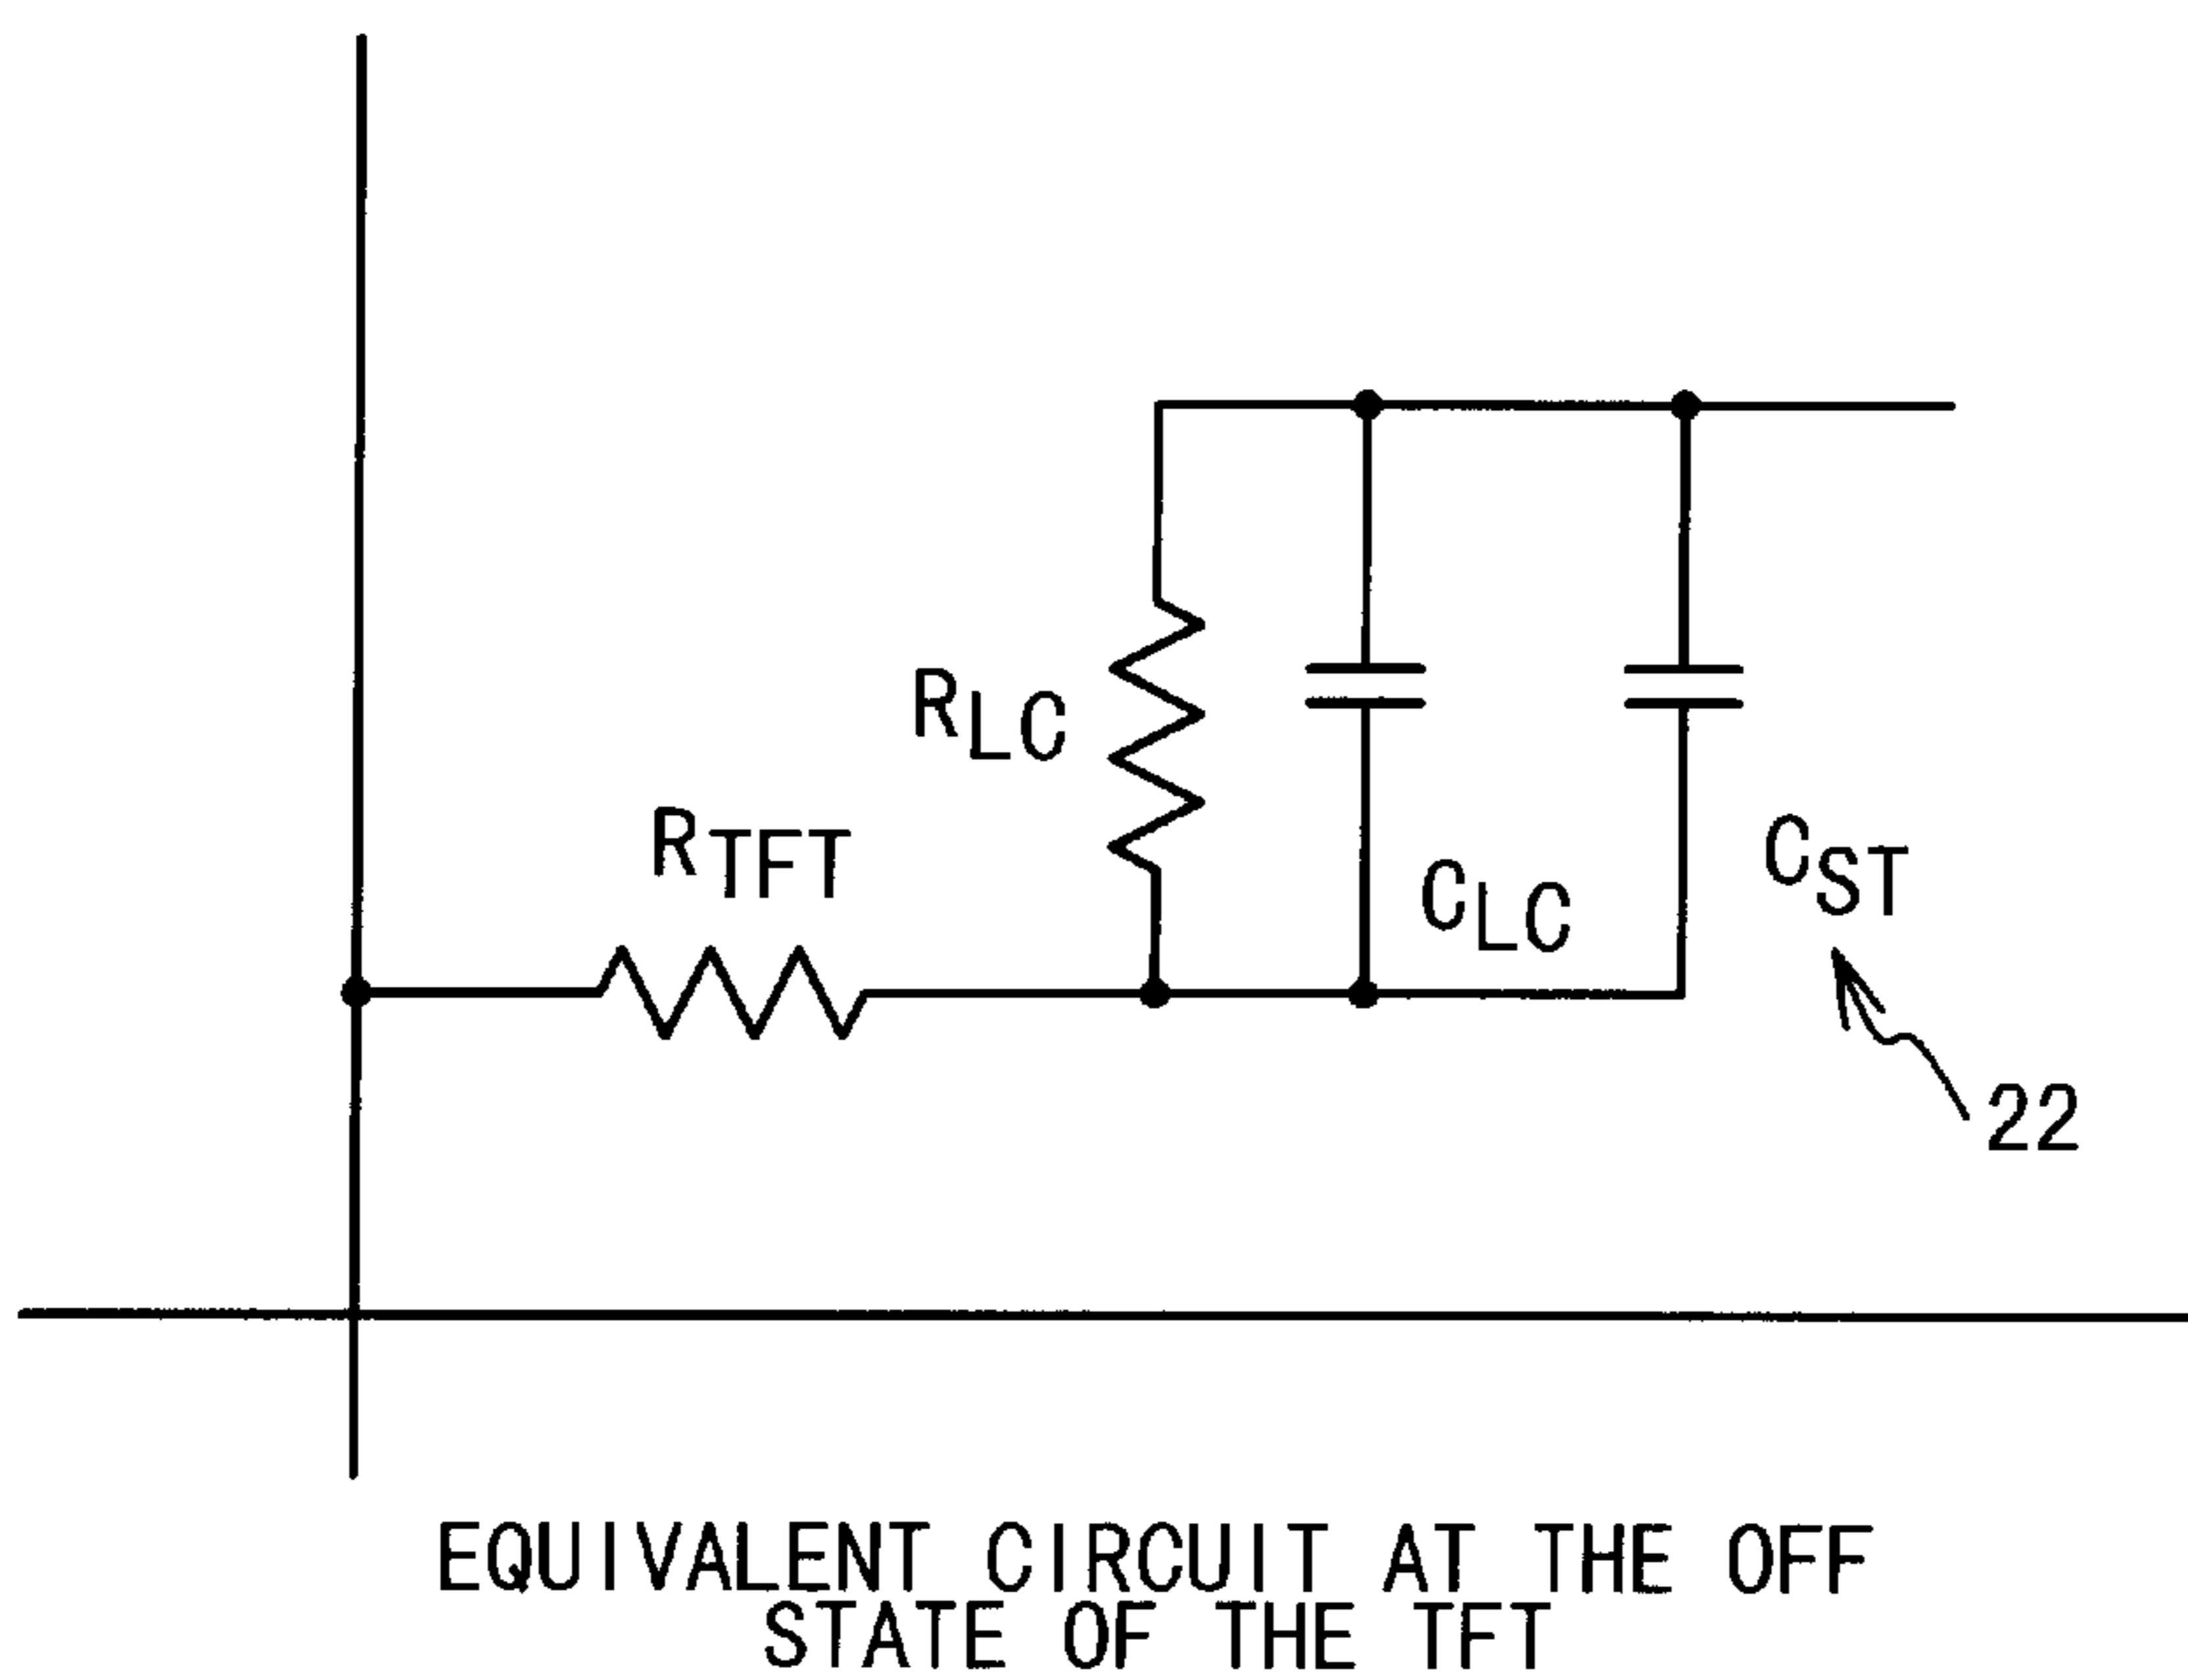 RLC
RTFT
CLC
CST
22
EQUIVALENT CIRCUIT AT THE OFF
STATE OF THE TFT